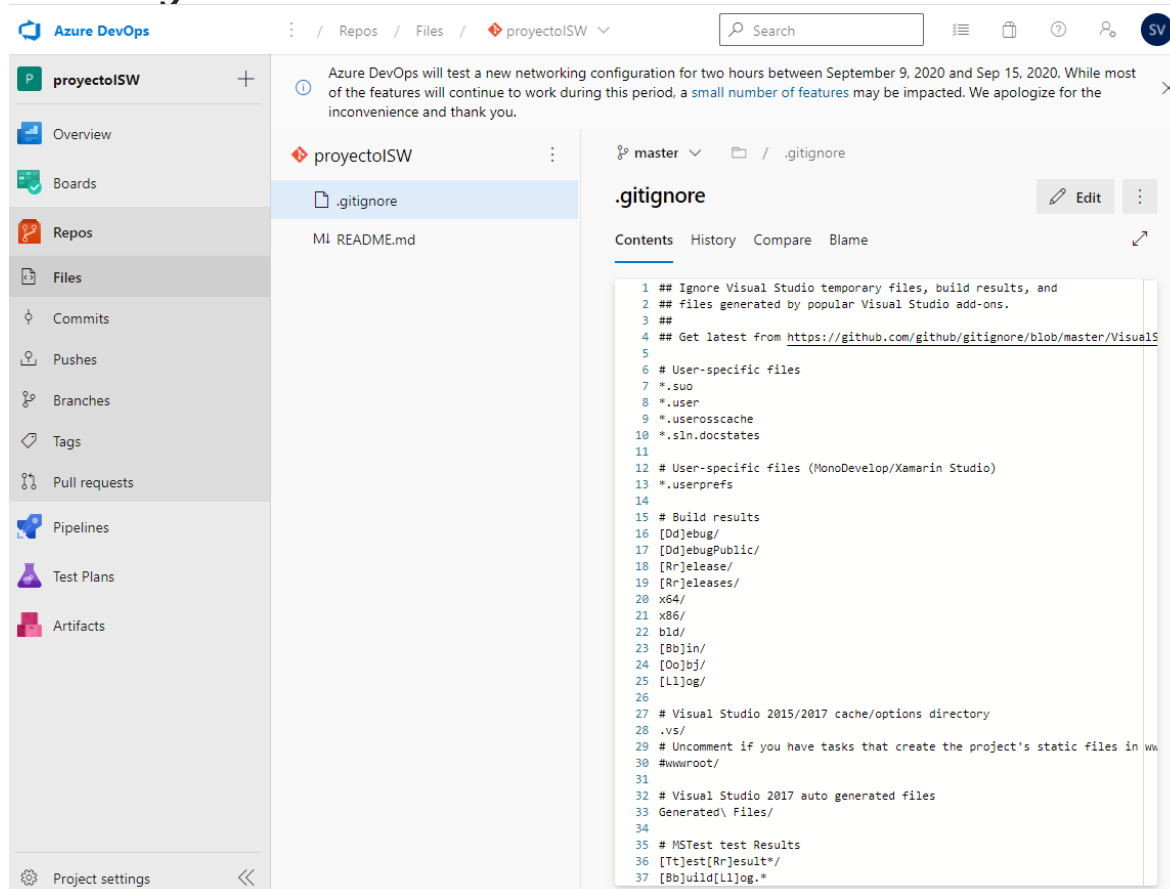 Azure DevOps
/ Repos / Files / proyectoISW
Search
SV
P proyectoISW
Overview
Boards
Repos
Files
Commits
Pushes
Branches
Tags
Pull requests
Pipelines
Test Plans
Artifacts
Project settings
Azure DevOps will test a new networking configuration for two hours between September 9, 2020 and Sep 15, 2020. While most
of the features will continue to work during this period, a small number of features may be impacted. We apologize for the
inconvenience and thank you.
proyectoISW
.gitignore
M↓ README.md
master / .gitignore
.gitignore
Edit
Contents History Compare Blame
1 ## Ignore Visual Studio temporary files, build results, and
2 ## files generated by popular Visual Studio add-ons.
3 ##
4 ## Get latest from https://github.com/github/gitignore/blob/master/VisualS
5
6 # User-specific files
7 *.suo
8 *.user
9 *.userosscache
10 *.sln.docstates
11
12 # User-specific files (MonoDevelop/Xamarin Studio)
13 *.userprefs
14
15 # Build results
16 [Dd]ebug/
17 [Dd]ebugPublic/
18 [Rr]elease/
19 [Rr]eleases/
20 x64/
21 x86/
22 bld/
23 [Bb]in/
24 [Oo]bj/
25 [Ll]og/
26
27 # Visual Studio 2015/2017 cache/options directory
28 .vs/
29 # Uncomment if you have tasks that create the project's static files in ww
30 #wwwroot/
31
32 # Visual Studio 2017 auto generated files
33 Generated\ Files/
34
35 # MSTest test Results
36 [Tt]est[Rr]esult*/
37 [Bb]uild[Ll]og.*